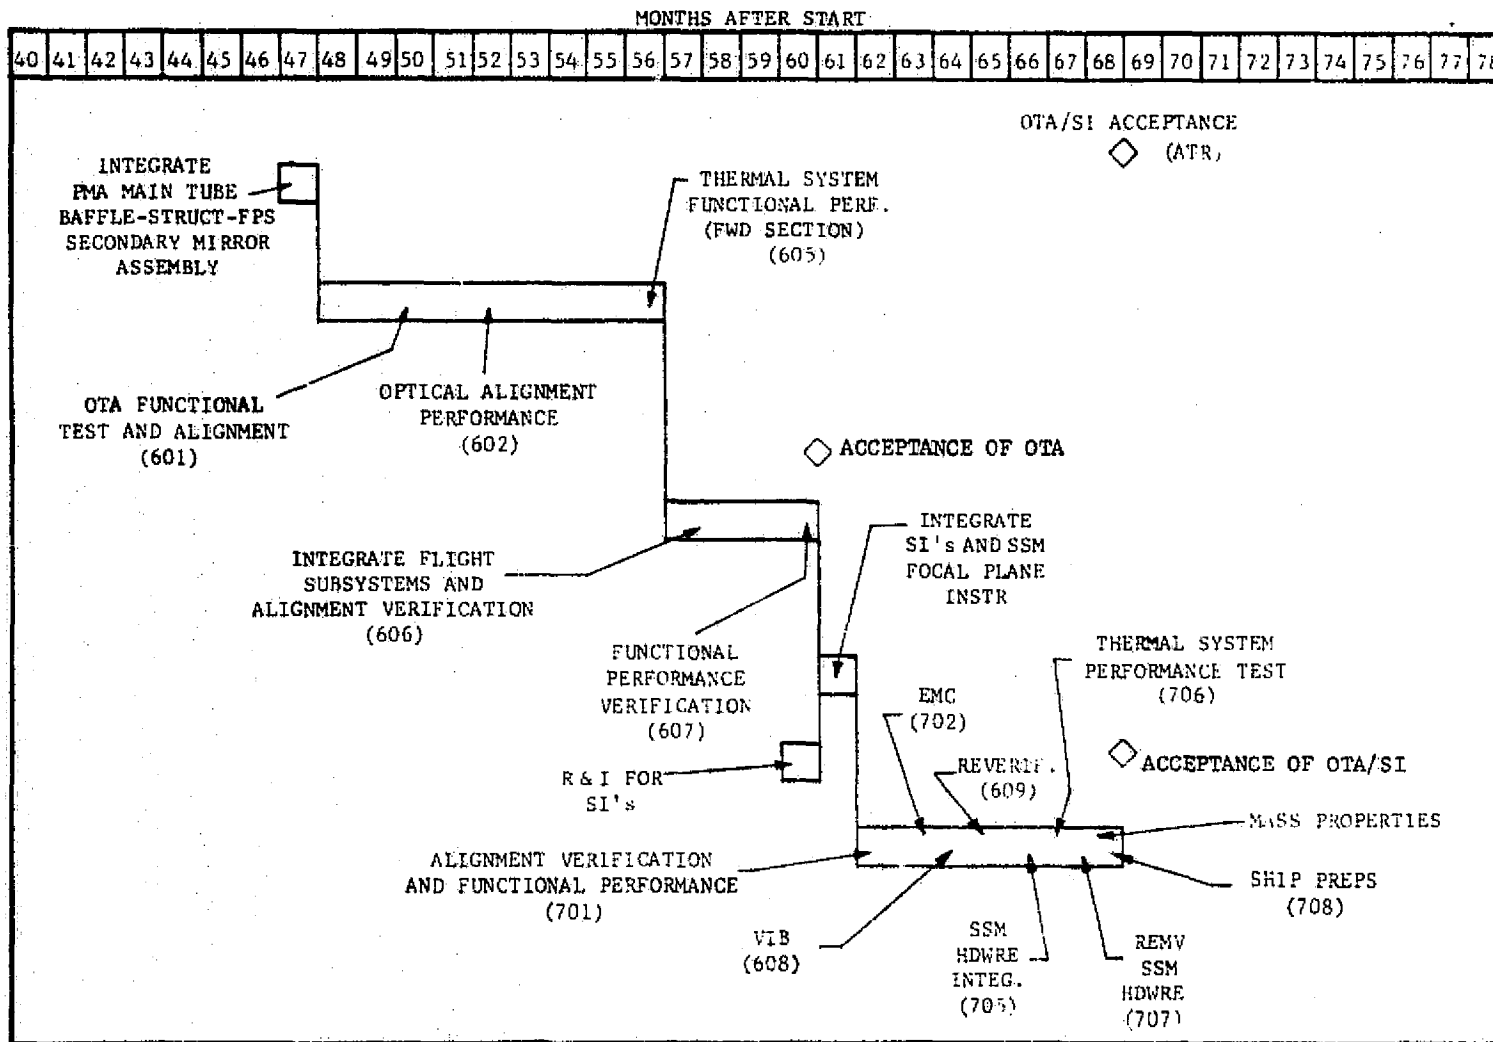 MONTHS AFTER START
40 41 42 43 44 45 46 47 48 49 50 51 52 53 54 55 56 57 58 59 60 61 62 63 64 65 66 67 68 69 70 71 72 73 74 75 76 77 78
OTA/SI ACCEPTANCE
(ATR)
INTEGRATE
PMA MAIN TUBE
BAFFLE-STRUCT-FPS
SECONDARY MIRROR
ASSEMBLY
THERMAL SYSTEM
FUNCTIONAL PERF.
(FWD SECTION)
(605)
OTA FUNCTIONAL
TEST AND ALIGNMENT
(601)
OPTICAL ALIGNMENT
PERFORMANCE
(602)
ACCEPTANCE OF OTA
INTEGRATE FLIGHT
SUBSYSTEMS AND
ALIGNMENT VERIFICATION
(606)
INTEGRATE
SI's AND SSM
FOCAL PLANE
INSTR
FUNCTIONAL
PERFORMANCE
VERIFICATION
(607)
THERMAL SYSTEM
PERFORMANCE TEST
(706)
EMC
(702)
REVERIF.
(609)
R & I FOR
SI's
ACCEPTANCE OF OTA/SI
MASS PROPERTIES
ALIGNMENT VERIFICATION
AND FUNCTIONAL PERFORMANCE
(701)
SHIP PREPS
(708)
VIB
(608)
SSM
HDWRE
INTEG.
(705)
REMV
SSM
HDWRE
(707)